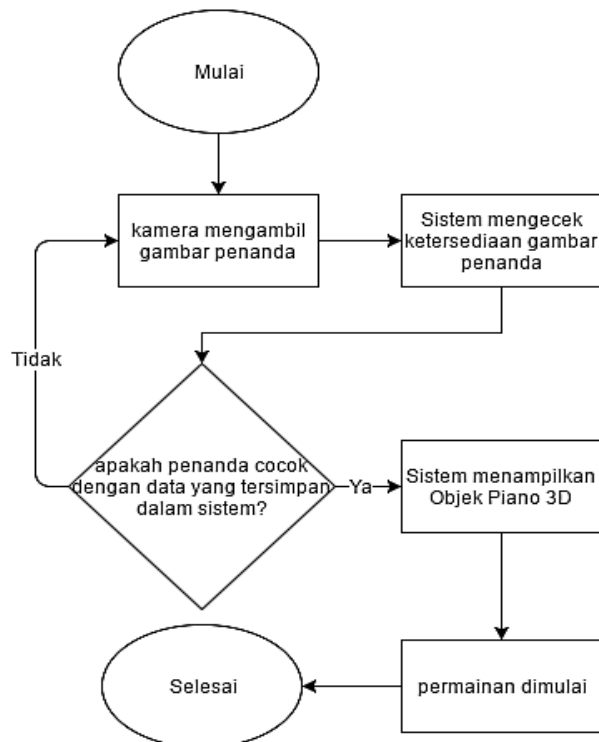 Mulai
kamera mengambil
gambar penanda
Sistem mengecek
ketersediaan gambar
penanda
Tidak
apakah penanda cocok
dengan data yang tersimpan
dalam sistem?
Ya
Sistem menampilkan
Objek Piano 3D
Selesai
permainan dimulai